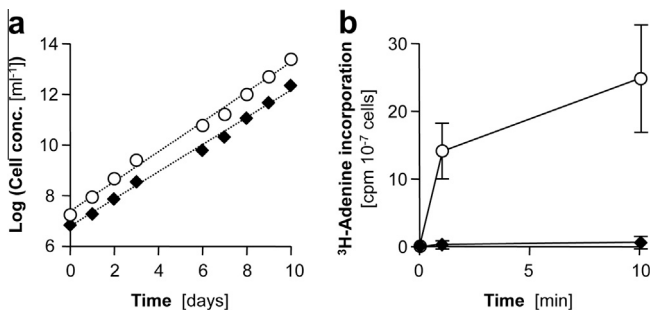 a
Log (Cell conc. [ml-1])
14
12
10
8
6
0
2
4
6
8
10
Time [days]
b
3H-Adenine incorporation
[cpm 10-7 cells]
30
20
10
0
0
5
10
Time [min]